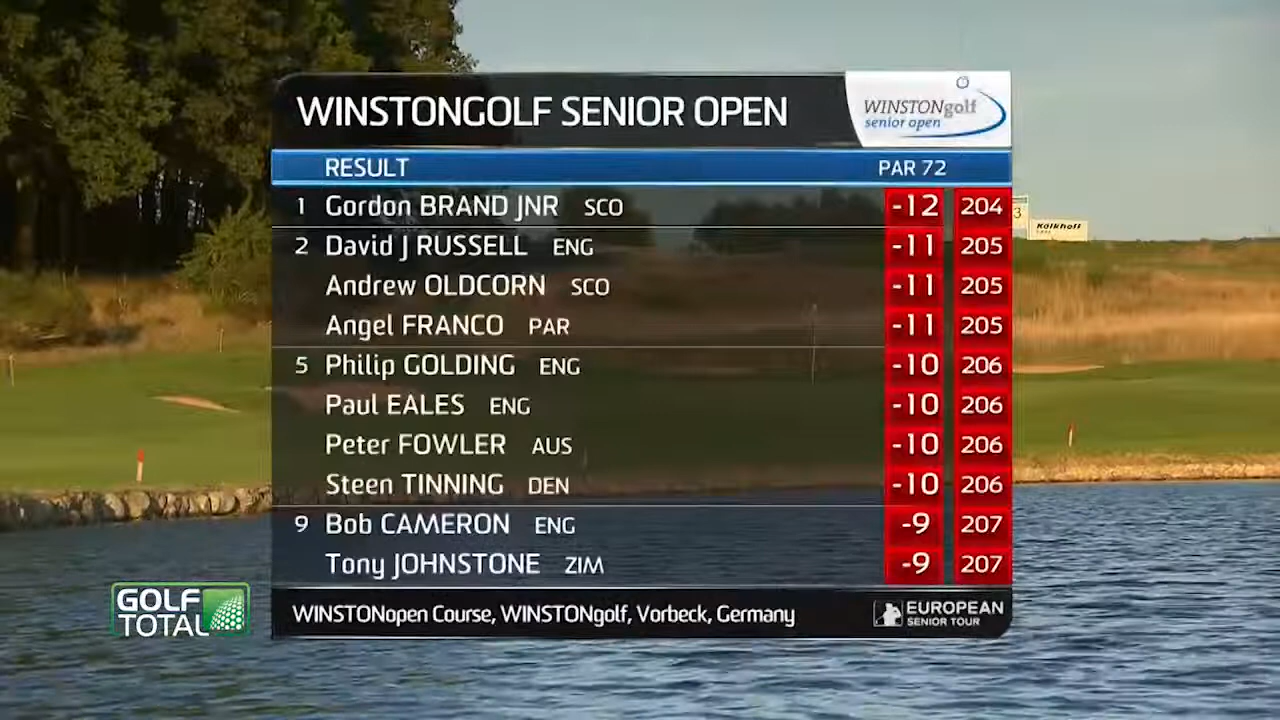 WINSTONGOLF SENIOR OPEN
WINSTONgolf
senior open
RESULT PAR 72
1 Gordon BRAND JNR SCO -12 204
2 David J RUSSELL ENG -11 205
Andrew OLDCORN SCO -11 205
Angel FRANCO PAR -11 205
5 Philip GOLDING ENG -10 206
Paul EALES ENG -10 206
Peter FOWLER AUS -10 206
Steen TINNING DEN -10 206
9 Bob CAMERON ENG -9 207
Tony JOHNSTONE ZIM -9 207
WINSTONopen Course, WINSTONgolf, Vorbeck, Germany
EUROPEAN
SENIOR TOUR
GOLF
TOTAL
3
Kalkhoff